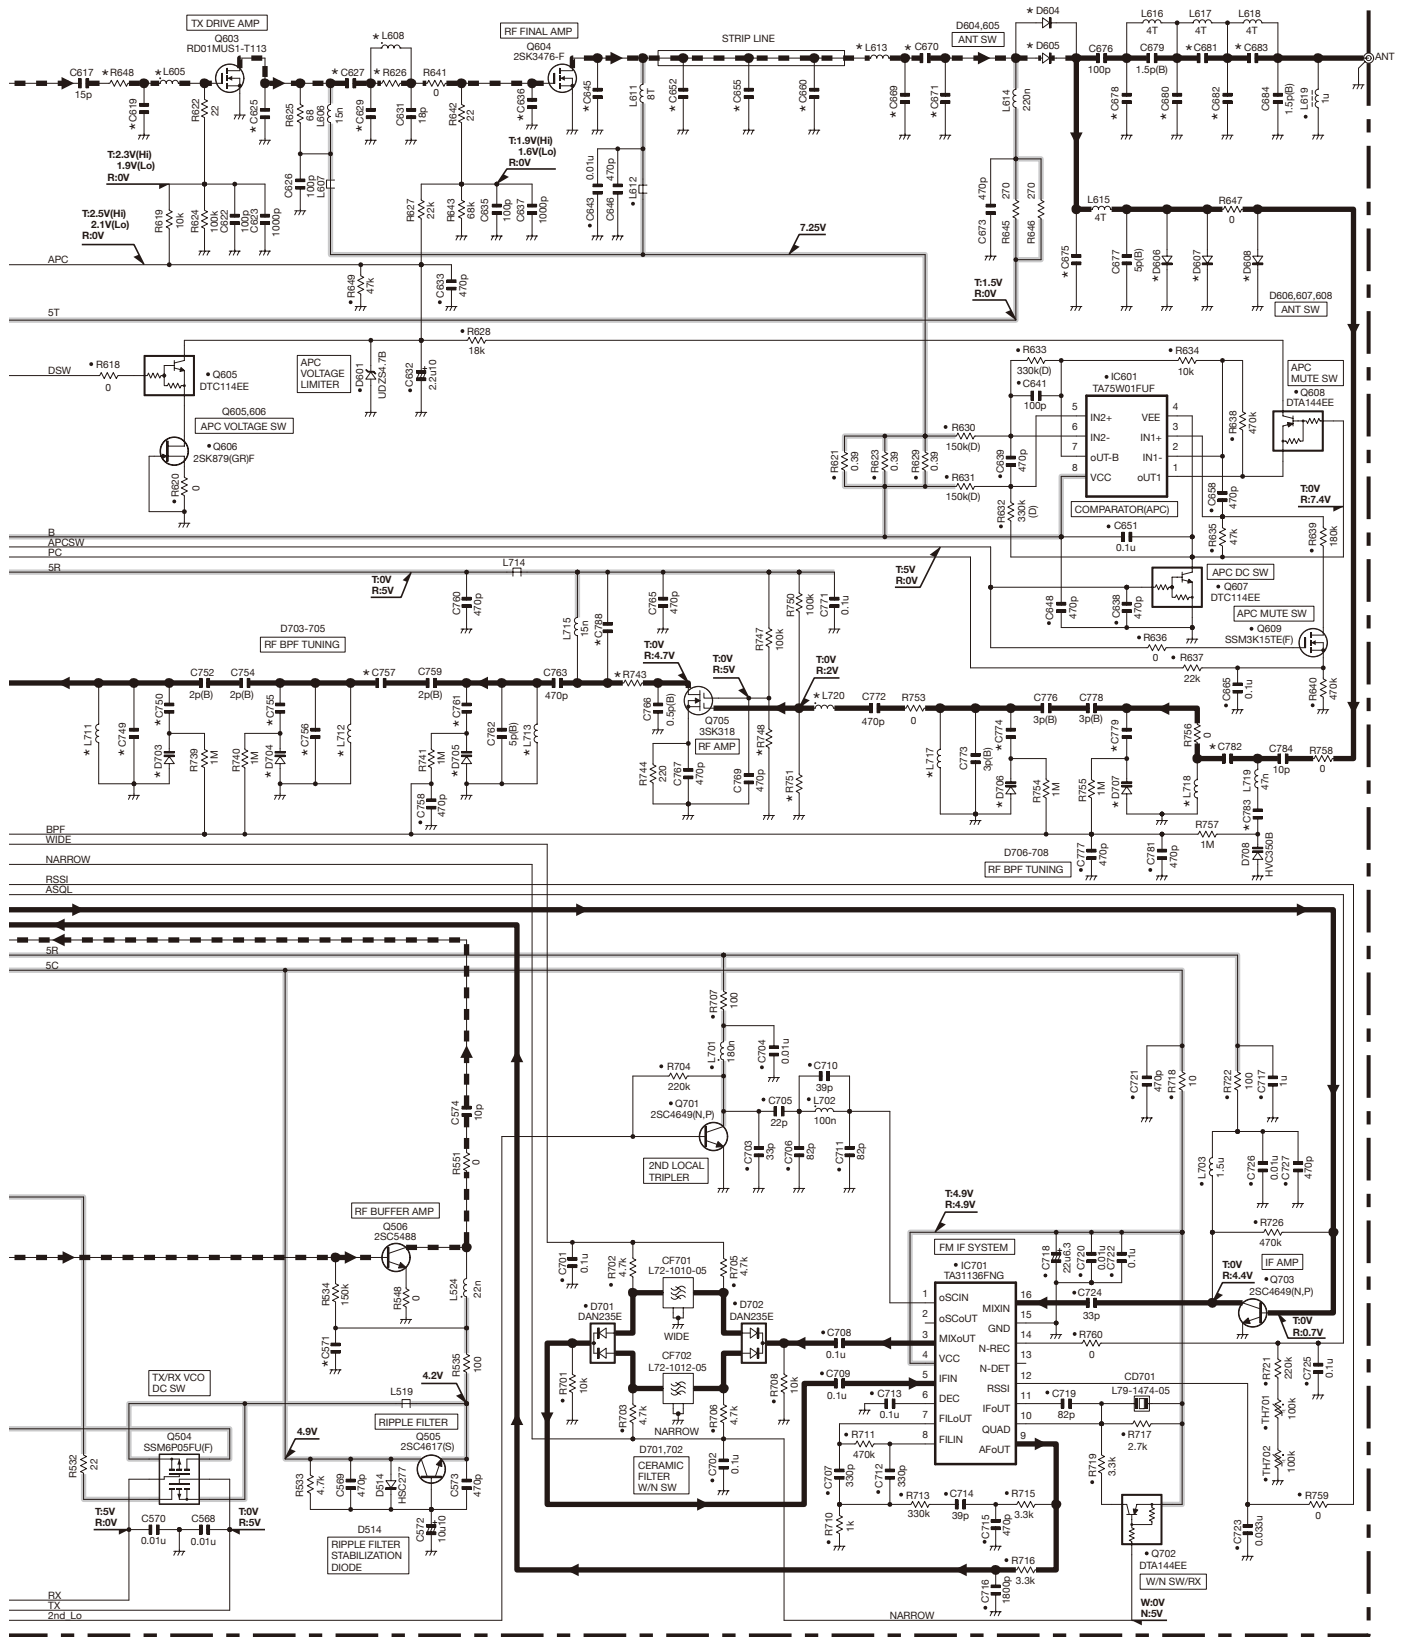 TX DRIVE AMP
Q603
RD01MUS1-T113
C617
15p
★R648
★C619
★L605
R622
22
★C625
R625
68
L606
15n
★L608
★C627
★R626
R641
0
★C629
C631
18p
R642
22
RF FINAL AMP
Q604
2SK3476-F
★C636
★C645
L611
8T
STRIP LINE
★C652
★C655
★C660
★L613
★C670
★C669
★C671
D604,605
ANT SW
★D604
★D605
L614
220n
C676
100p
L616
4T
L617
4T
L618
4T
C679
1.5p(B)
★C681
★C683
★C678
★C680
★C682
C684
1.5p(B)
•L619
1u
ANT
T:2.3V(Hi)
1.9V(Lo)
R:0V
T:2.5V(Hi)
2.1V(Lo)
R:0V
R619
10k
R624
100k
C622
100p
C623
1000p
C626
100p
L607
R627
22k
R643
68k
C635
100p
C637
1000p
T:1.9V(Hi)
1.6V(Lo)
R:0V
•C643
0.01u
C646
470p
•L612
7.25V
C673
470p
R645
270
R646
270
L615
4T
R647
0
★C675
C677
5p(B)
★D606
★D607
★D608
D606,607,608
ANT SW
APC
•R649
47k
•C633
470p
T:1.5V
R:0V
5T
•R628
18k
DSW
•R618
0
•Q605
DTC114EE
Q605,606
APC VOLTAGE SW
•Q606
2SK879(GR)F
•R620
0
APC
VOLTAGE
LIMITER
•D601
UDZS4.7B
•C632
2.2u10
•R633
330k(D)
•C641
100p
•R634
10k
•IC601
TA75W01FUF
5 IN2+ VEE 4
6 IN2- IN1+ 3
7 oUT-B IN1- 2
8 VCC oUT1 1
COMPARATOR(APC)
•R638
470k
APC
MUTE SW
•Q608
DTA144EE
•R630
150k(D)
•R621
0.39
•R623
0.39
•R629
0.39
•R631
150k(D)
C639
470p
•R632
330k
(D)
•C651
0.1u
•C658
470p
•R635
47k
•R639
180k
T:0V
R:7.4V
B
APCSW
PC
5R
L714
T:0V
R:5V
T:5V
R:0V
APC DC SW
•Q607
DTC114EE
•C648
470p
•C638
470p
APC MUTE SW
•Q609
SSM3K15TE(F)
•R636
0
•R637
22k
•C665
0.1u
•R640
470k
C760
470p
L715
15n
★C788
C765
470p
R747
100k
R750
100k
C771
0.1u
D703-705
RF BPF TUNING
T:0V
R:4.7V
T:0V
R:5V
T:0V
R:2V
C752
2p(B)
C754
2p(B)
★C757
C759
2p(B)
C763
470p
★R743
★L720
C772
470p
R753
0
C776
3p(B)
C778
3p(B)
★L711
★C749
★C750
★D703
R739
1M
R740
1M
★C755
★D704
★C756
★L712
R741
1M
★C761
★D705
C762
5p(B)
★L713
•C758
470p
C766
0.5p(B)
Q705
3SK318
RF AMP
R744
220
C767
470p
C769
470p
★R748
★R751
★L717
C773
3p(B)
★C774
★D706
R754
1M
R755
1M
★C779
★D707
★L718
R756
0
★C782
C784
10p
R758
0
L719
47n
★C783
R757
1M
D708
HVC350B
D706-708
RF BPF TUNING
•C777
470p
•C781
470p
BPF
WIDE
NARROW
RSSI
ASQL
5R
5C
•R707
100
•L701
180n
•C704
0.01u
•R704
220k
•Q701
2SC4649(N,P)
•C705
22p
•C710
39p
•L702
100n
•C703
33p
•C706
82p
•C711
82p
2ND LOCAL
TRIPLER
•C721
470p
•R718
10
•R722
100
•C717
1u
•L703
1.5u
•C726
0.01u
•C727
470p
•R726
470k
C574
10p
R551
0
RF BUFFER AMP
Q506
2SC5488
R534
150k
R548
0
L524
22n
★C571
R535
100
T:4.9V
R:4.9V
FM IF SYSTEM
•IC701
TA31136FNG
•C718
22u6.3
•C720
0.01u
•C722
0.1u
•C724
33p
IF AMP
•Q703
2SC4649(N,P)
T:0V
R:4.4V
T:0V
R:0.7V
•C701
0.1u
•R702
4.7k
CF701
L72-1010-05
•R705
4.7k
•D701
DAN235E
•D702
DAN235E
WIDE
CF702
L72-1012-05
•R701
10k
•R703
4.7k
•R706
4.7k
•R708
10k
NARROW
D701,702
CERAMIC
FILTER
W/N SW
•C702
0.1u
•C708
0.1u
•C709
0.1u
•C713
0.1u
1 oSCIN MIXIN 16
2 oSCoUT GND 15
3 MIXoUT N-REC 14
4 VCC N-DET 13
5 IFIN RSSI 12
6 DEC IFoUT 11
7 FILoUT QUAD 10
8 FILIN AFoUT 9
•R760
0
•C719
82p
CD701
L79-1474-05
•R717
2.7k
•R719
3.3k
•R721
220k
•C725
0.1u
•TH701
100k
•TH702
100k
•R711
470k
•C707
330p
•C712
330p
•R710
1k
•R713
330k
•C714
39p
•R715
3.3k
•C715
470p
•R716
3.3k
•C716
1800p
•R759
0
•C723
0.033u
•Q702
DTA144EE
W/N SW/RX
W:0V
N:5V
TX/RX VCO
DC SW
Q504
SSM6P05FU(F)
R532
22
L519
4.2V
4.9V
RIPPLE FILTER
Q505
2SC4617(S)
R533
4.7k
C569
470p
D514
HSC277
C573
470p
C572
10u10
D514
RIPPLE FILTER
STABILIZATION
DIODE
T:5V
R:0V
C570
0.01u
C568
0.01u
T:0V
R:5V
RX
TX
2nd_Lo
NARROW